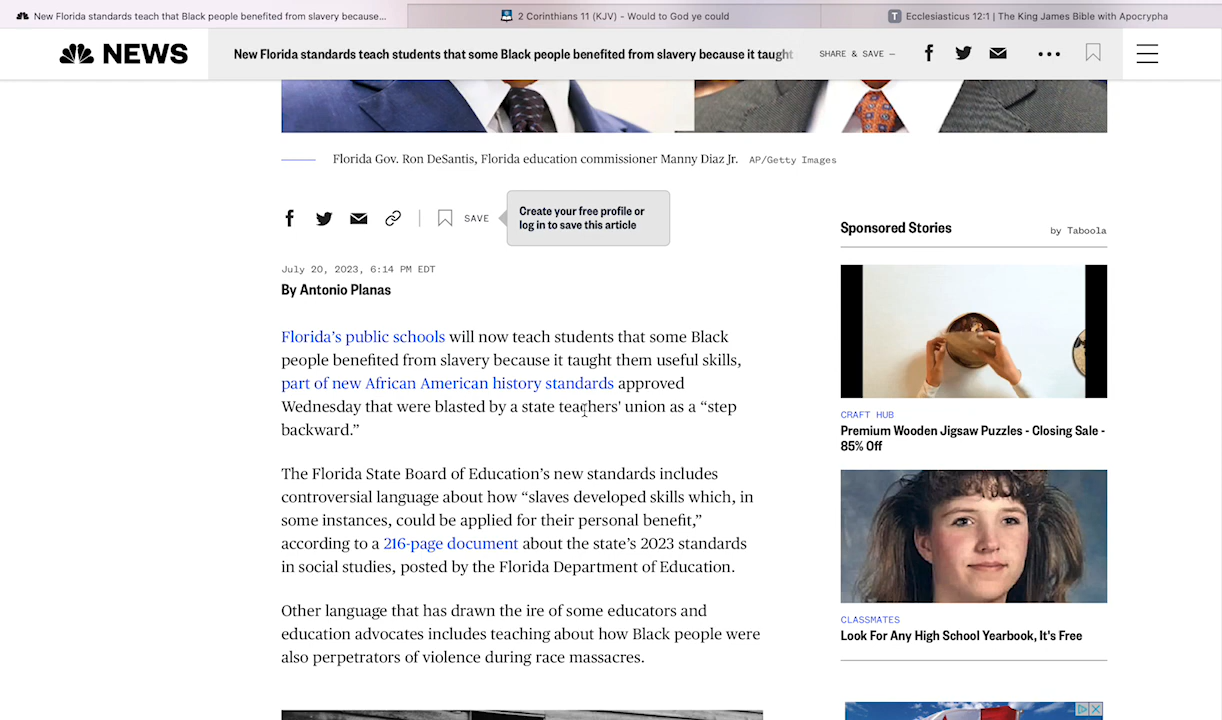 New Florida standards teach that Black people benefited from slavery because...
2 Corinthians 11 (KJV) - Would to God ye could
T Ecclesiasticus 12:1 | The King James Bible with Apocrypha
NEWS
New Florida standards teach students that some Black people benefited from slavery because it taught
SHARE & SAVE —
Florida Gov. Ron DeSantis, Florida education commissioner Manny Diaz Jr. AP/Getty Images
SAVE
Create your free profile or
log in to save this article
July 20, 2023, 6:14 PM EDT
By Antonio Planas
Florida’s public schools will now teach students that some Black
people benefited from slavery because it taught them useful skills,
part of new African American history standards approved
Wednesday that were blasted by a state teachers' union as a “step
backward.”
The Florida State Board of Education’s new standards includes
controversial language about how “slaves developed skills which, in
some instances, could be applied for their personal benefit,”
according to a 216-page document about the state’s 2023 standards
in social studies, posted by the Florida Department of Education.
Other language that has drawn the ire of some educators and
education advocates includes teaching about how Black people were
also perpetrators of violence during race massacres.
Sponsored Stories
by Taboola
CRAFT HUB
Premium Wooden Jigsaw Puzzles - Closing Sale -
85% Off
CLASSMATES
Look For Any High School Yearbook, It's Free